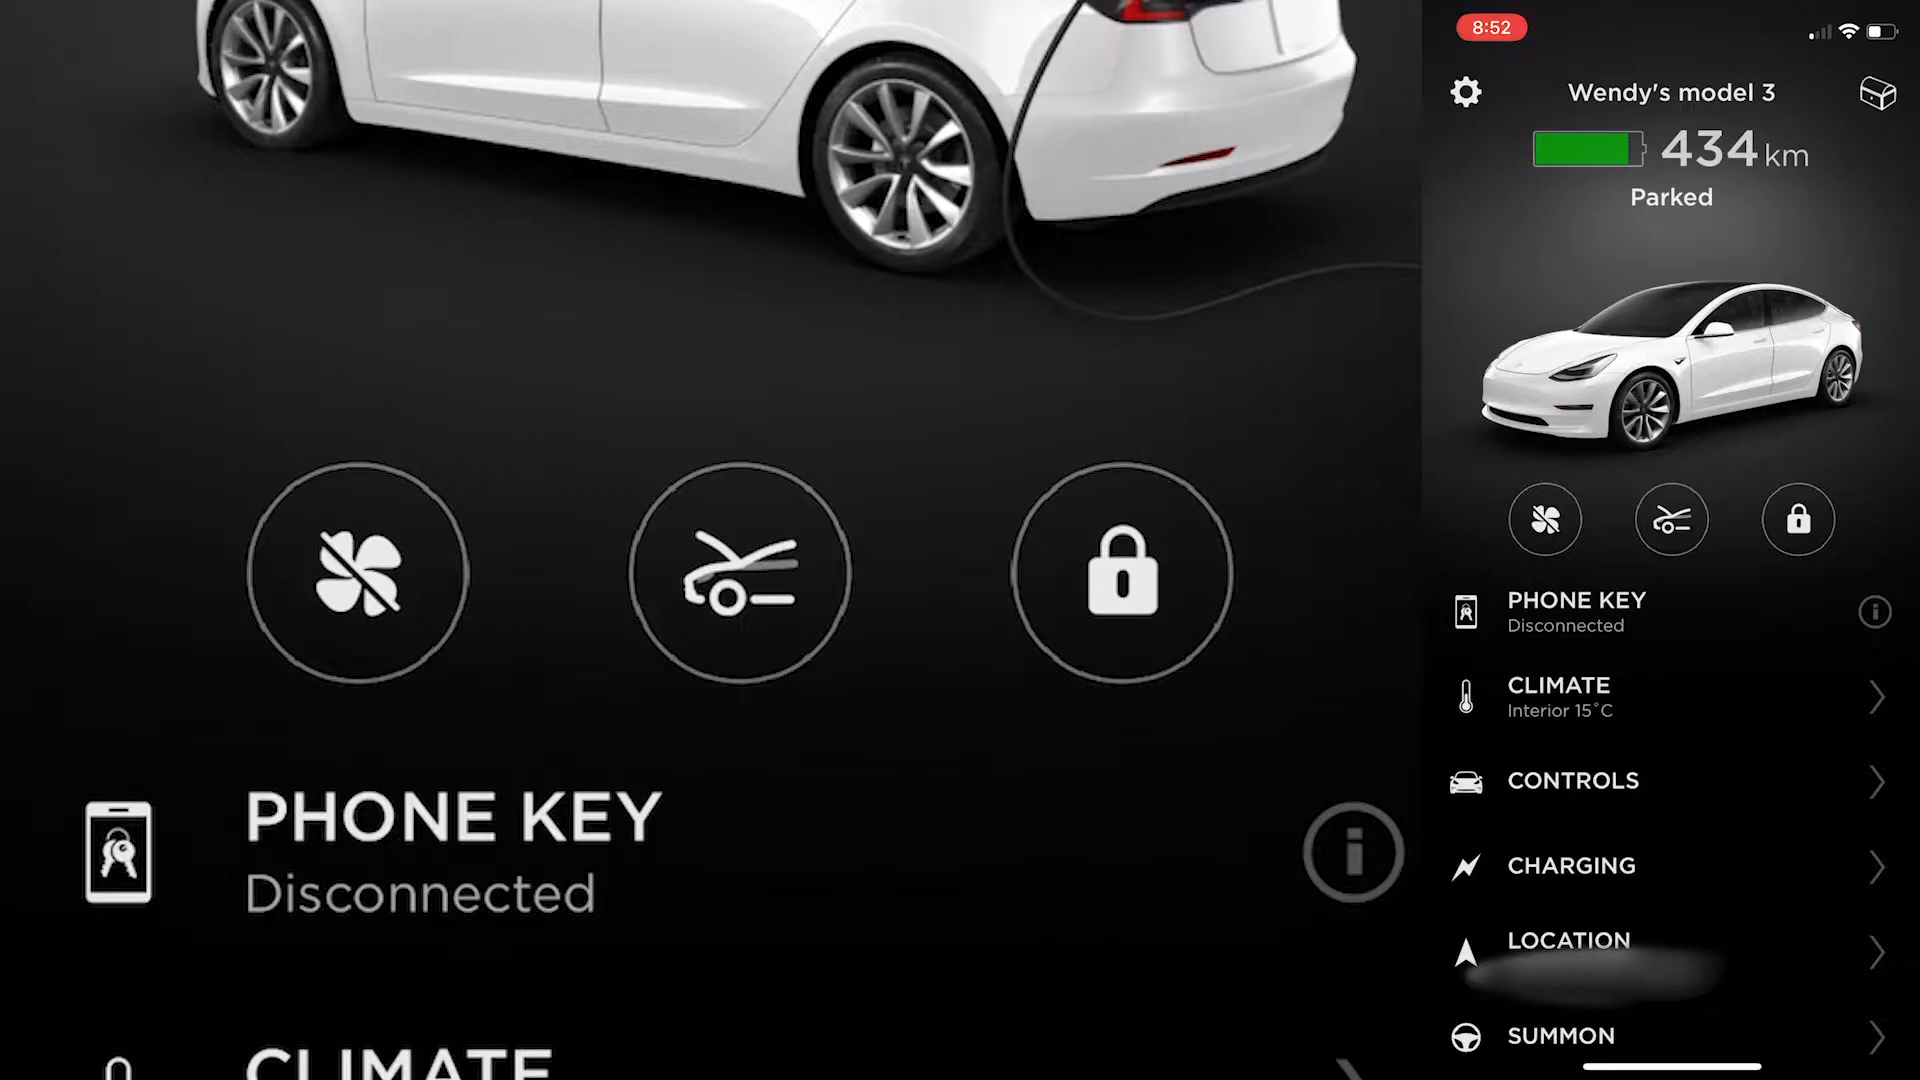 PHONE KEY
Disconnected
CLIMATE
8:52
Wendy's model 3
434 km
Parked
PHONE KEY
Disconnected
CLIMATE
Interior 15°C
CONTROLS
CHARGING
LOCATION
SUMMON